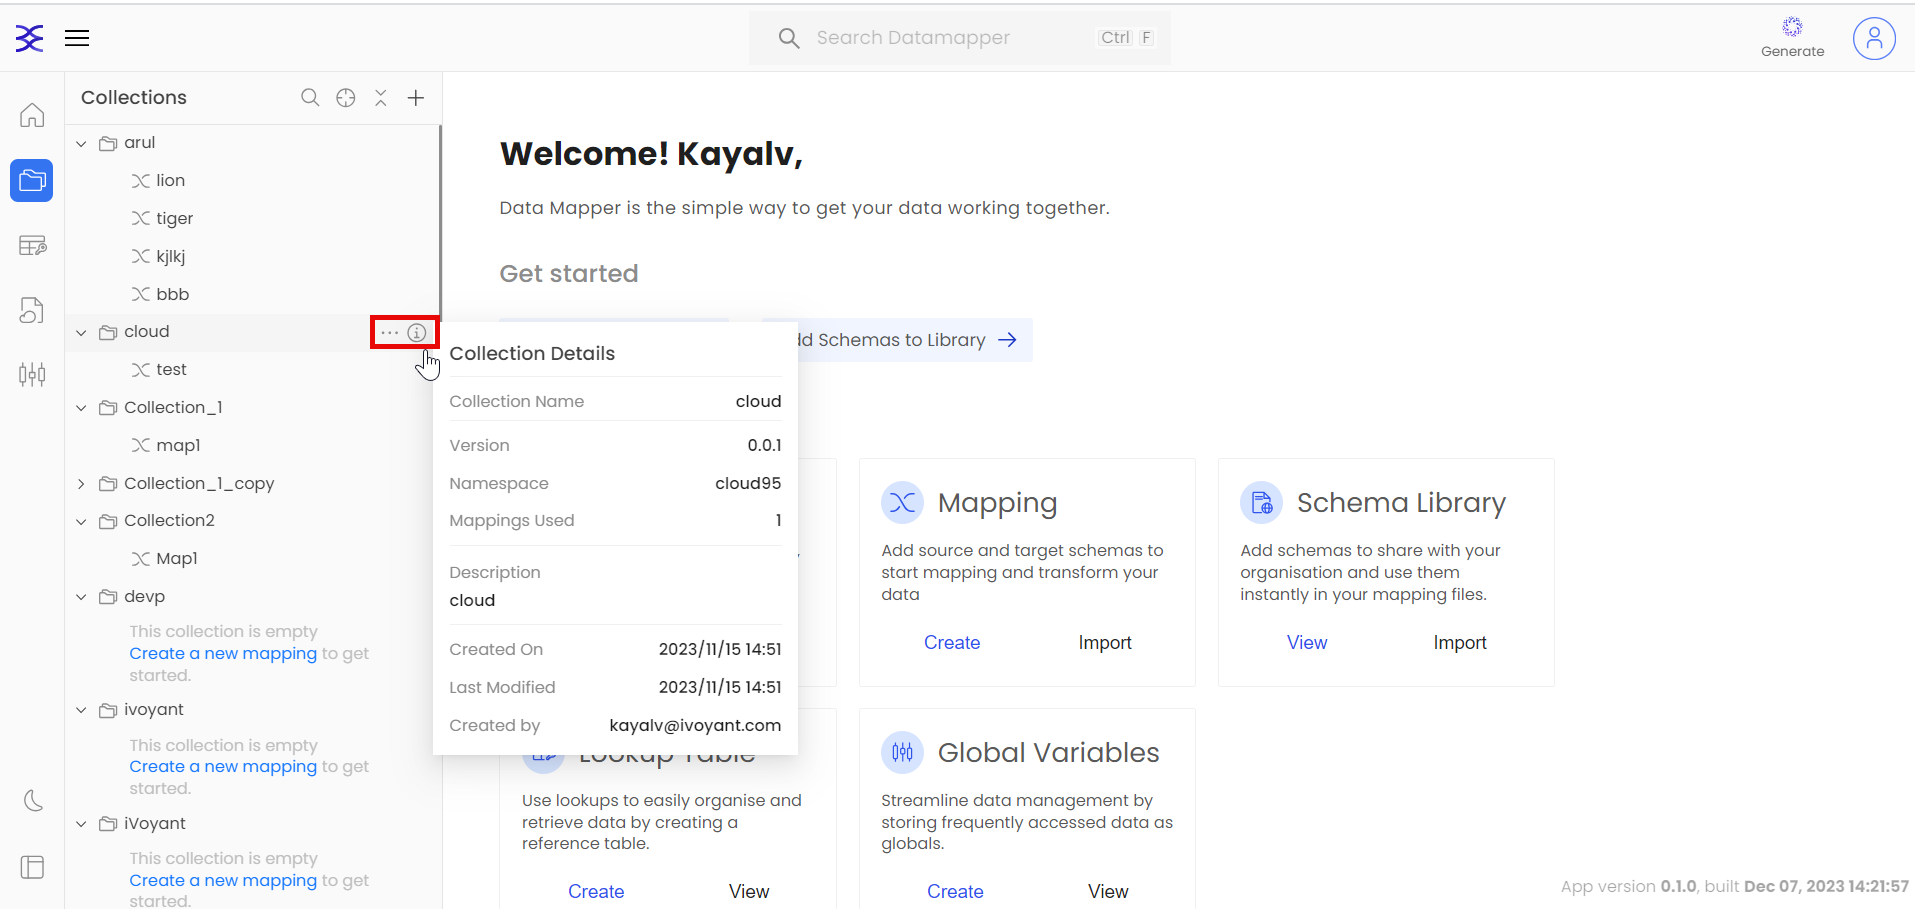 Search Datamapper
Ctrl F
Generate
Collections
arul
lion
tiger
kjlkj
bbb
cloud
test
Collection_1
map1
Collection_1_copy
Collection2
Map1
devp
This collection is empty
Create a new mapping to get
started.
ivoyant
This collection is empty
Create a new mapping to get
started.
iVoyant
This collection is empty
Create a new mapping to get
started.
Welcome! Kayalv,
Data Mapper is the simple way to get your data working together.
Get started
Schemas to Library
Collection Details
Collection Name cloud
Version 0.0.1
Namespace cloud95
Mappings Used 1
Description
cloud
Created On 2023/11/15 14:51
Last Modified 2023/11/15 14:51
Created by kayalv@ivoyant.com
Mapping
Add source and target schemas to
start mapping and transform your
data
Create Import
Schema Library
Add schemas to share with your
organisation and use them
instantly in your mapping files.
View Import
Lookup Table
Use lookups to easily organise and
retrieve data by creating a
reference table.
Create View
Global Variables
Streamline data management by
storing frequently accessed data as
globals.
Create View
App version 0.1.0, built Dec 07, 2023 14:21:57